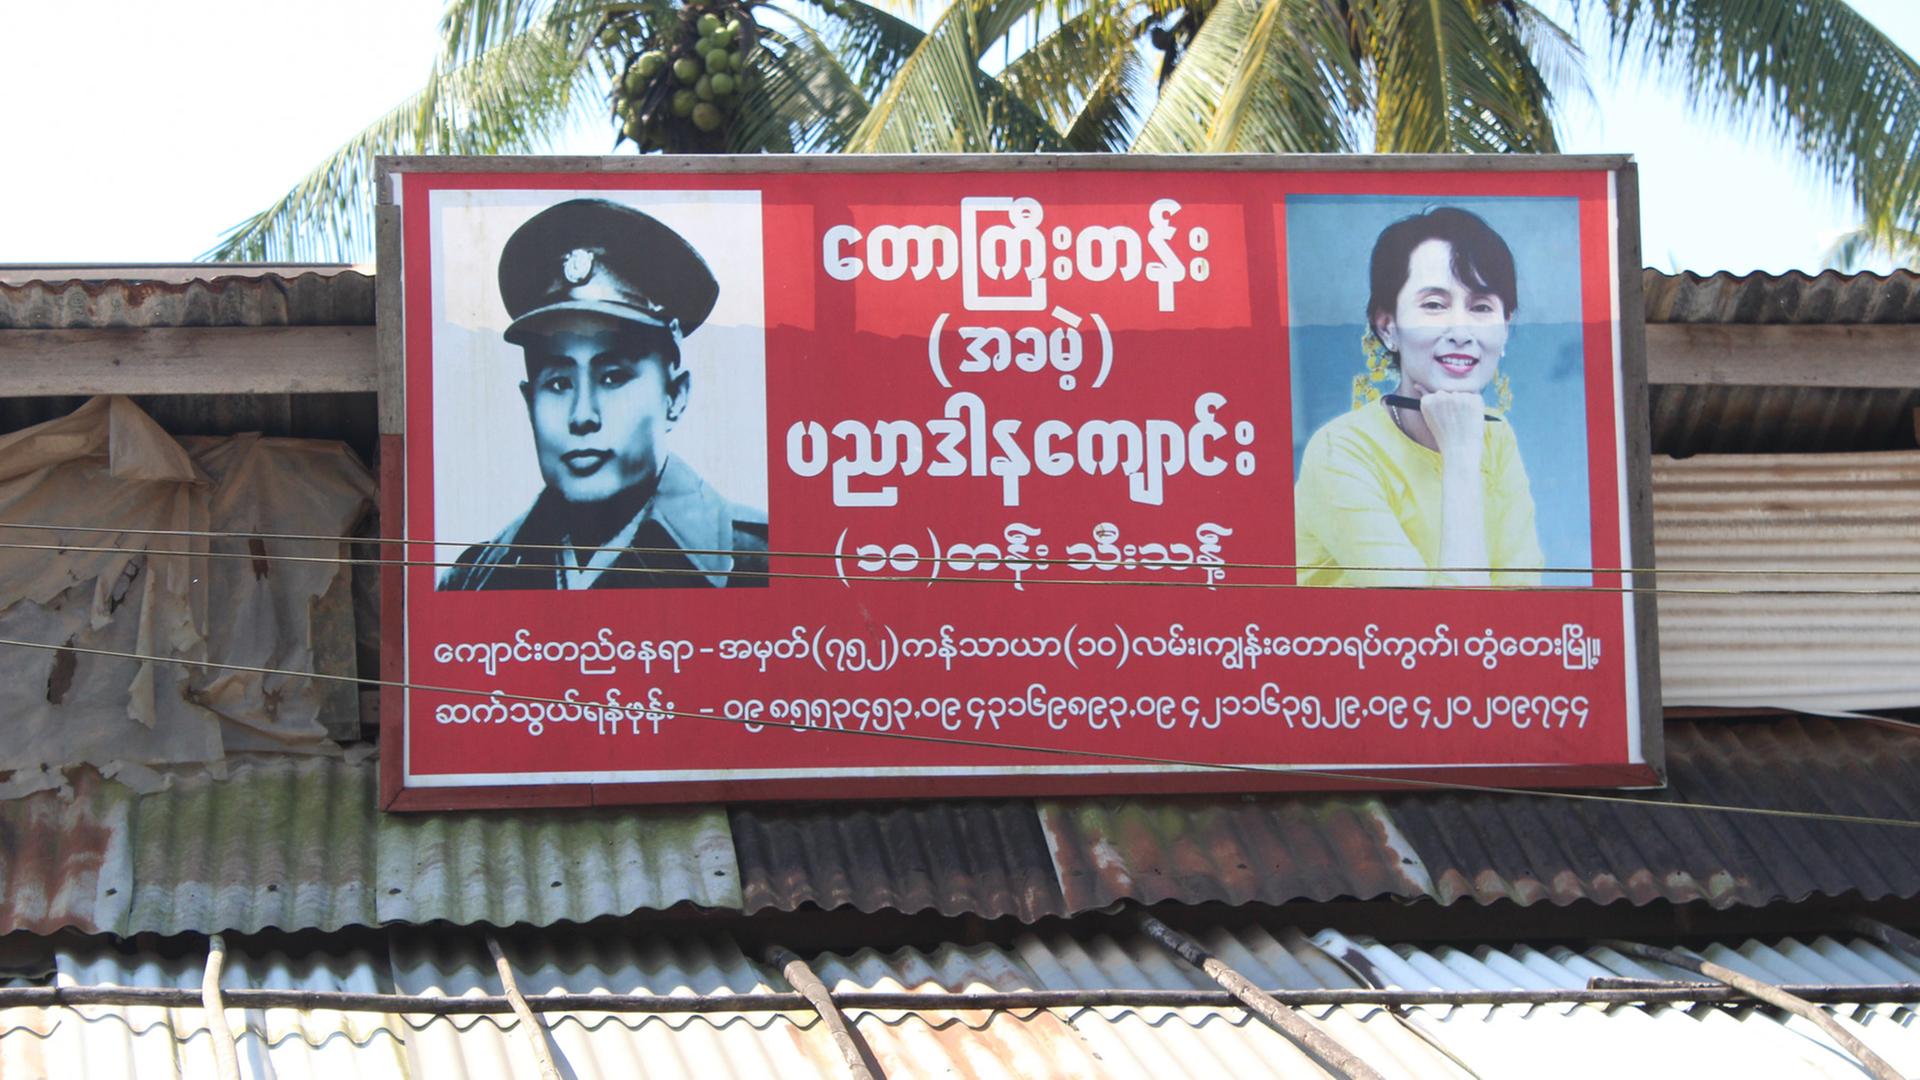 တောကြီးတန်း
(အခမဲ့)
ပညာဒါနကျောင်း
(၁၀)တန်း သီးသန့်
ကျောင်းတည်နေရာ - အမှတ်(၇၅၂)ကန်သာယာ(၁၀)လမ်း၊ကျွန်းတောရပ်ကွက်၊ တွံတေးမြို့။
ဆက်သွယ်ရန်ဖုန်း - ၀၉ ၈၅၅၃၄၅၃,၀၉ ၄၃၁၆၉၈၉၃,၀၉ ၄၂၁၁၆၃၅၂၉,၀၉ ၄၂၀၂၀၉၇၄၄